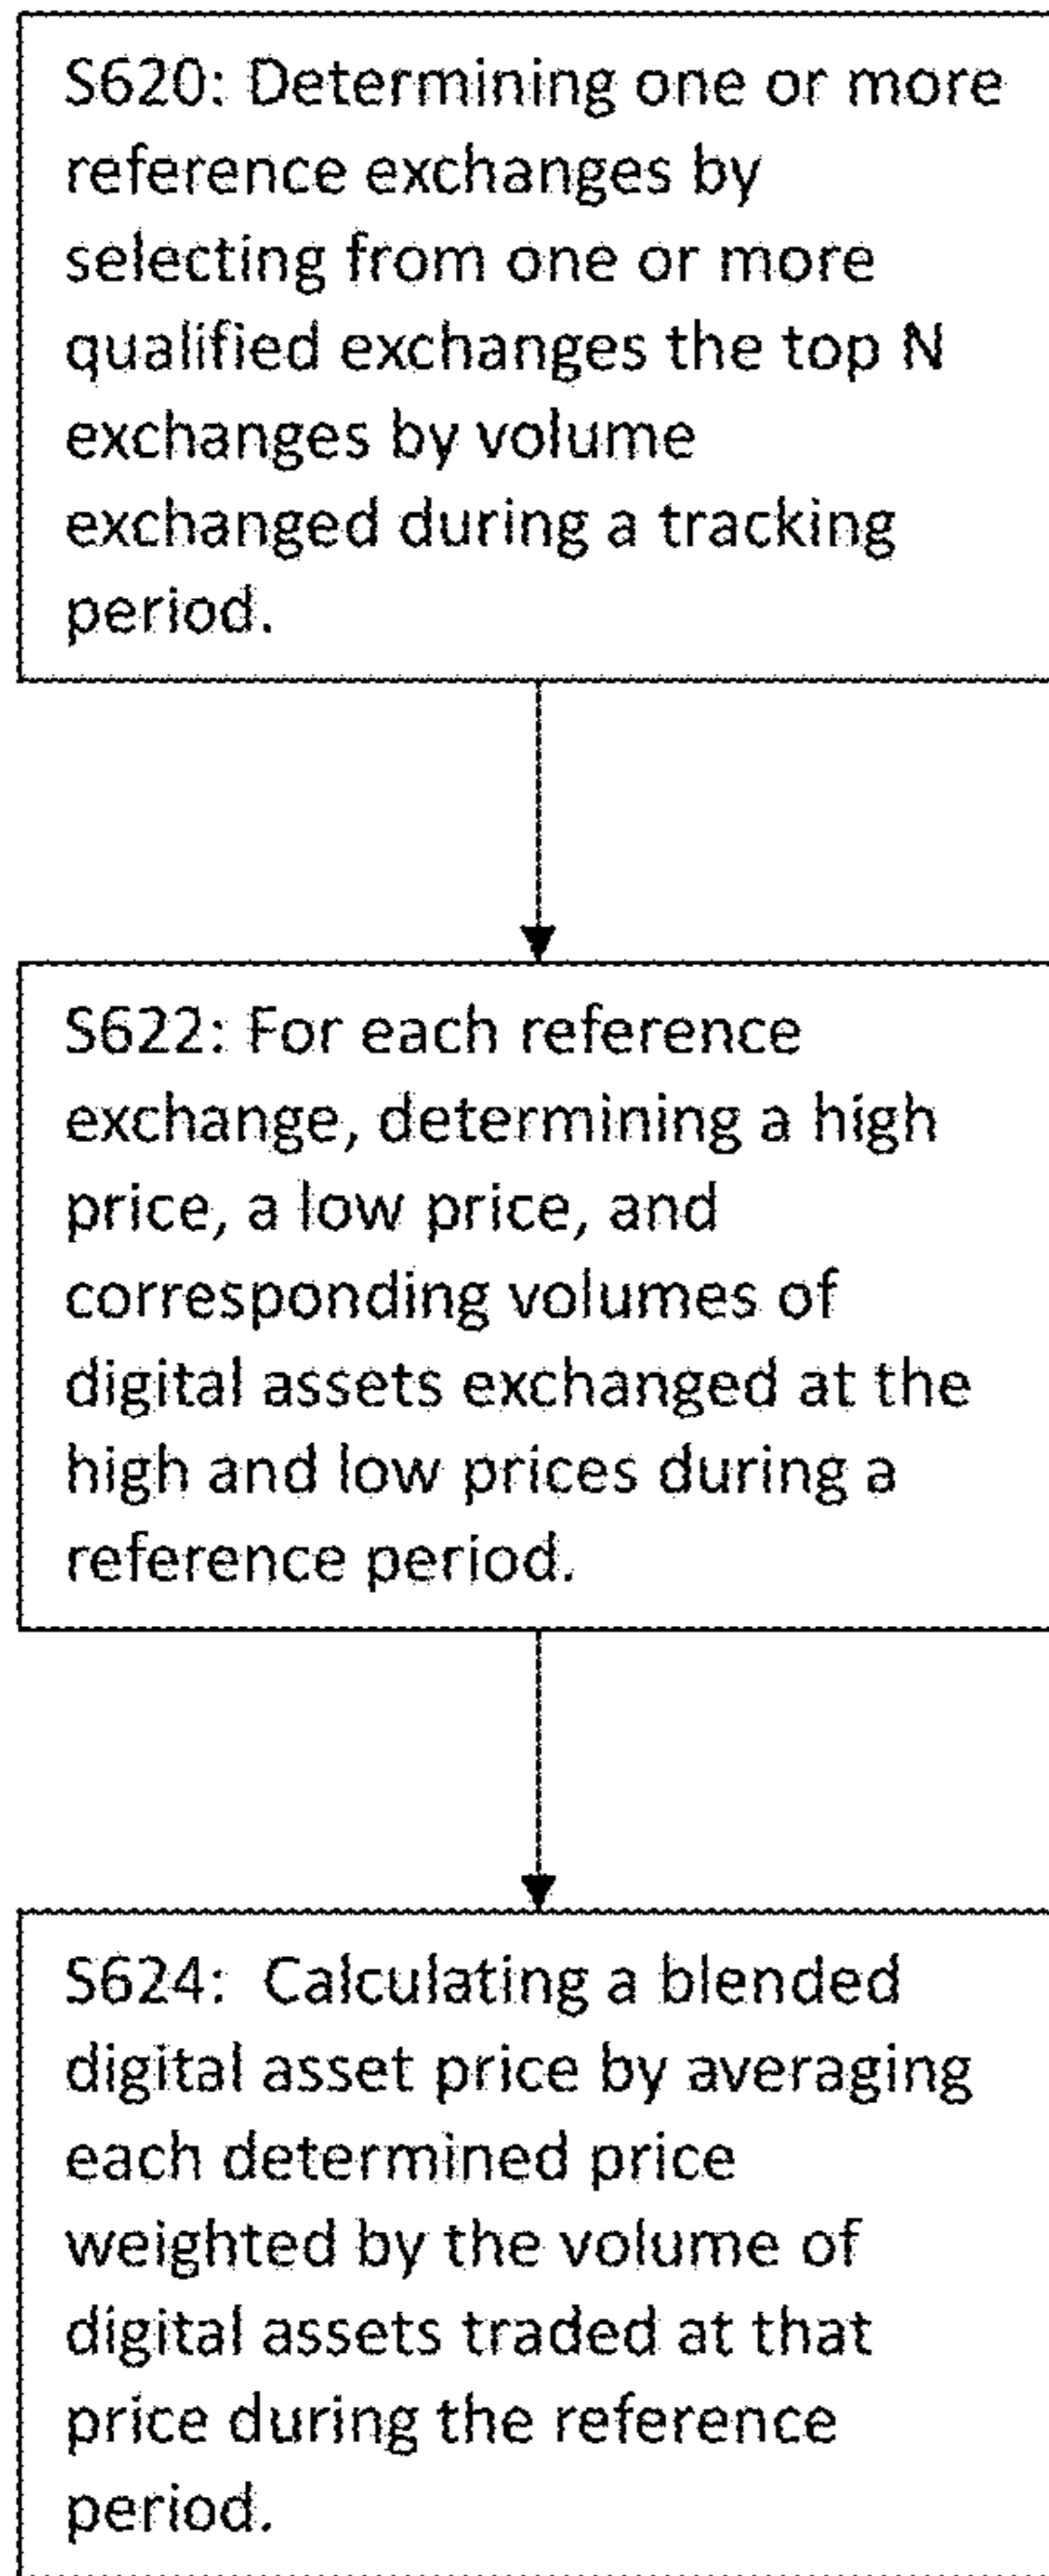 S620: Determining one or more
reference exchanges by
selecting from one or more
qualified exchanges the top N
exchanges by volume
exchanged during a tracking
period.
S622: For each reference
exchange, determining a high
price, a low price, and
corresponding volumes of
digital assets exchanged at the
high and low prices during a
reference period.
S624:  Calculating a blended
digital asset price by averaging
each determined price
weighted by the volume of
digital assets traded at that
price during the reference
period.